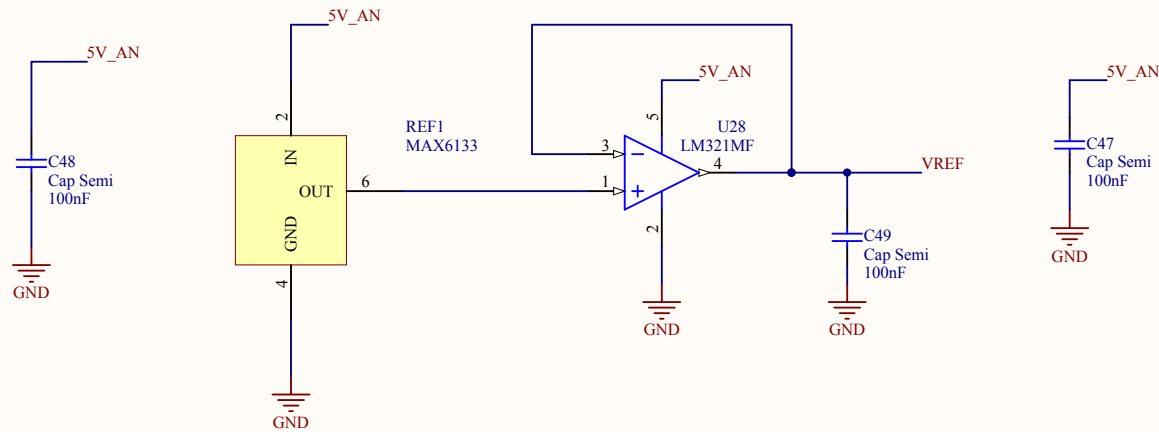 5V_AN
C48
Cap Semi
100nF
GND
5V_AN
2
IN
OUT
6
GND
4
GND
REF1
MAX6133
5V_AN
5
U28
LM321MF
3
4
1
2
GND
VREF
C49
Cap Semi
100nF
GND
5V_AN
C47
Cap Semi
100nF
GND